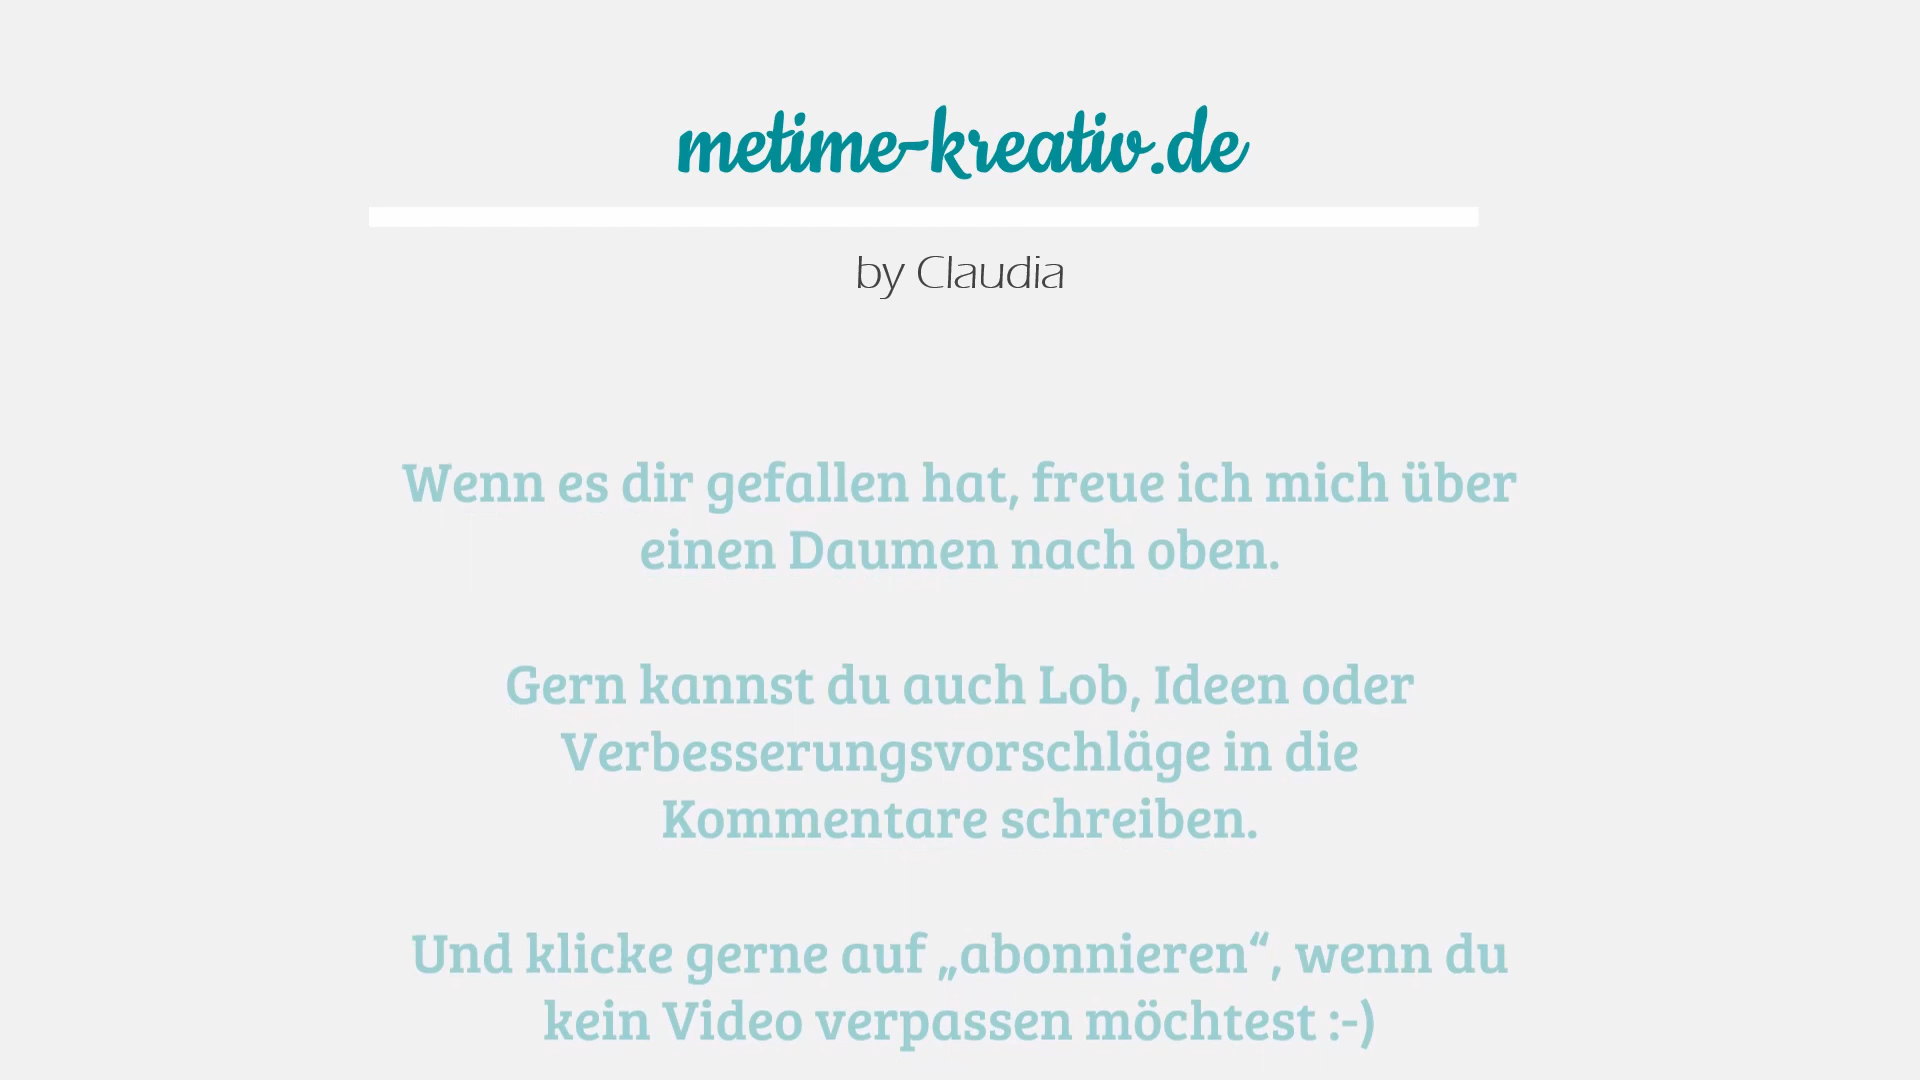 metime-kreativ.de
by Claudia
Wenn es dir gefallen hat, freue ich mich über
einen Daumen nach oben.
Gern kannst du auch Lob, Ideen oder
Verbesserungsvorschläge in die
Kommentare schreiben.
Und klicke gerne auf „abonnieren“, wenn du
kein Video verpassen möchtest :-)